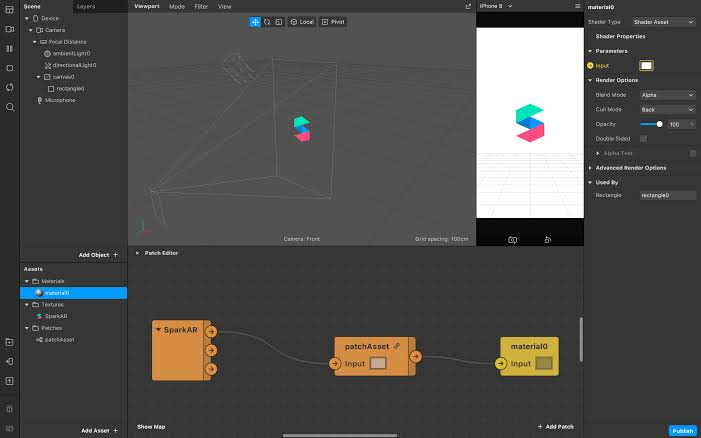 Scene
Layers
Device
Camera
Focal Distance
ambientLight0
directionalLight0
canvas0
rectangle0
Microphone
Add Object +
Assets
Materials
material0
Textures
SparkAR
Patches
patchAsset
Add Asset +
Viewport Mode Filter View
Local
Pivot
Camera: Front
Grid spacing: 100cm
iPhone 8
Patch Editor
SparkAR
patchAsset
Input
material0
Input
Show Map
+ Add Patch
material0
Shader Type Shader Asset
Shader Properties
Parameters
Input
Render Options
Blend Mode Alpha
Cull Mode Back
Opacity 100 %
Double Sided
Alpha Test
Advanced Render Options
Used By
Rectangle rectangle0
Publish